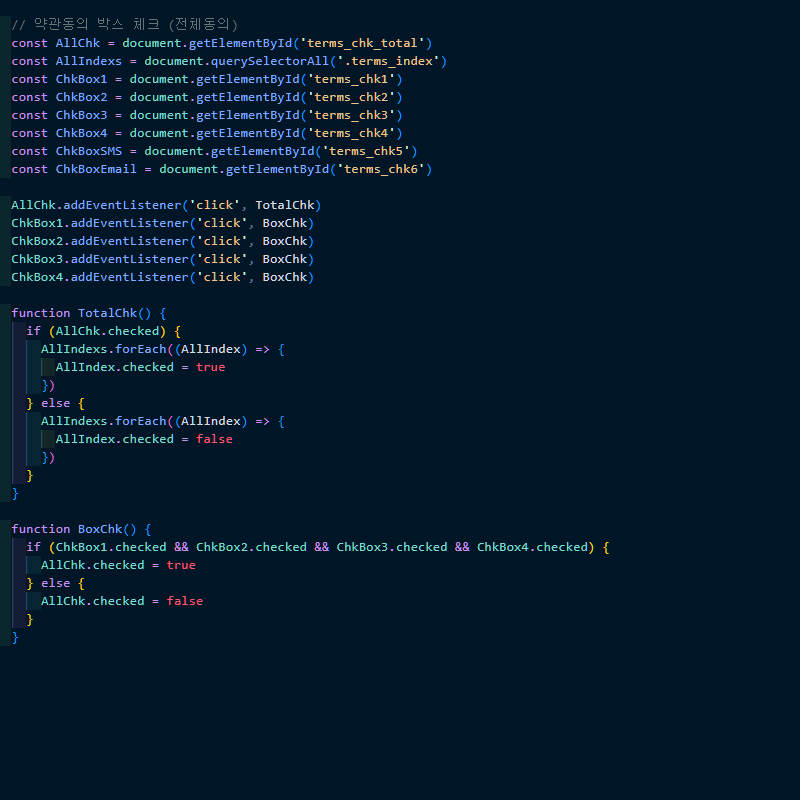 // 약관동의 박스 체크 (전체동의)
const AllChk = document.getElementById('terms_chk_total')
const AllIndexs = document.querySelectorAll('.terms_index')
const ChkBox1 = document.getElementById('terms_chk1')
const ChkBox2 = document.getElementById('terms_chk2')
const ChkBox3 = document.getElementById('terms_chk3')
const ChkBox4 = document.getElementById('terms_chk4')
const ChkBoxSMS = document.getElementById('terms_chk5')
const ChkBoxEmail = document.getElementById('terms_chk6')

AllChk.addEventListener('click', TotalChk)
ChkBox1.addEventListener('click', BoxChk)
ChkBox2.addEventListener('click', BoxChk)
ChkBox3.addEventListener('click', BoxChk)
ChkBox4.addEventListener('click', BoxChk)

function TotalChk() {
  if (AllChk.checked) {
    AllIndexs.forEach((AllIndex) => {
      AllIndex.checked = true
    })
  } else {
    AllIndexs.forEach((AllIndex) => {
      AllIndex.checked = false
    })
  }
}

function BoxChk() {
  if (ChkBox1.checked && ChkBox2.checked && ChkBox3.checked && ChkBox4.checked) {
    AllChk.checked = true
  } else {
    AllChk.checked = false
  }
}